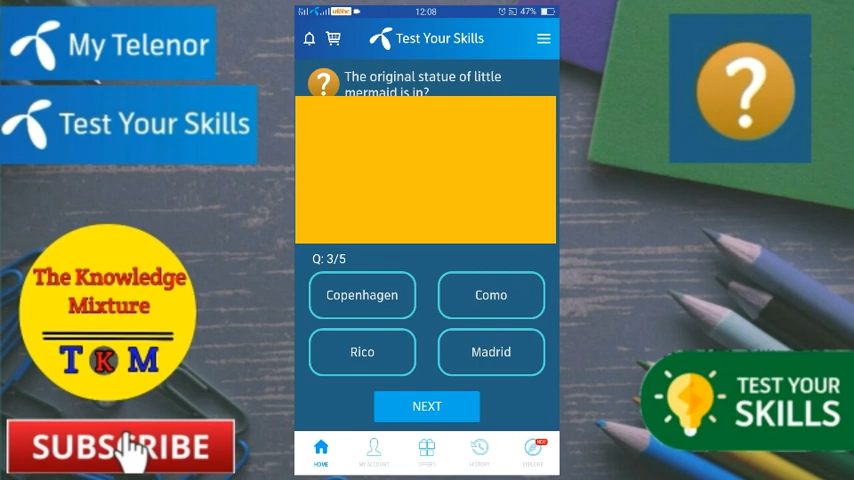 My Telenor
Test Your Skills
The Knowledge
Mixture
T K M
SUBSCRIBE
ufone
12:08
47%
Test Your Skills
?
The original statue of little
mermaid is in?
Q: 3/5
Copenhagen
Como
Rico
Madrid
NEXT
HOME
MY ACCOUNT
OFFERS
HISTORY
EXPLORE
NEW
?
TEST YOUR
SKILLS